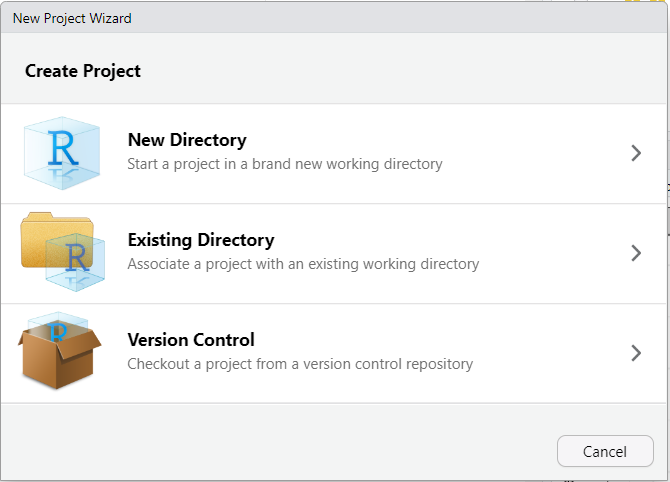 New Project Wizard
Create Project
New Directory
Start a project in a brand new working directory
Existing Directory
Associate a project with an existing working directory
Version Control
Checkout a project from a version control repository
Cancel